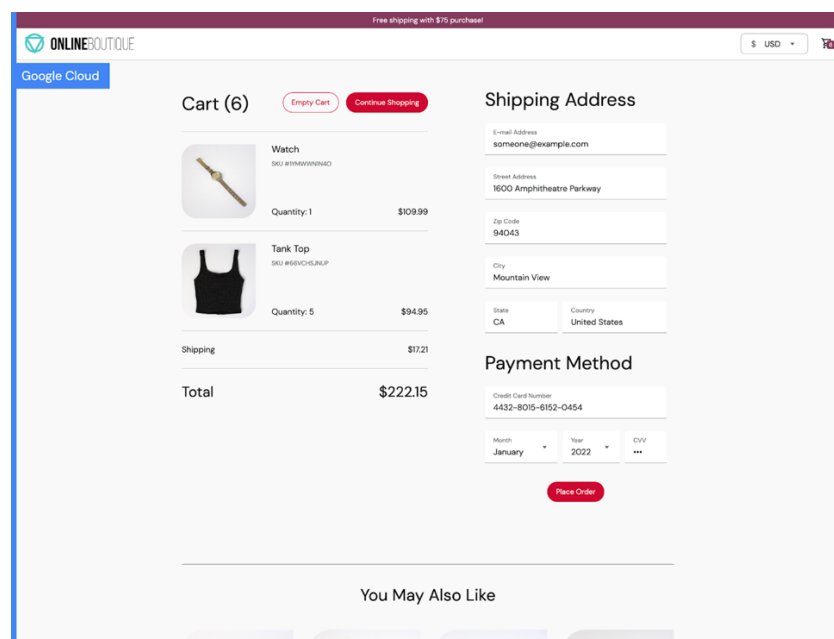 Free shipping with $75 purchase!
ONLINEBOUTIQUE
$ USD
Google Cloud
Cart (6)
Empty Cart
Continue Shopping
Watch
SKU #1YMWWN1N4O
Quantity: 1
$109.99
Tank Top
SKU #66VCHSJNUP
Quantity: 5
$94.95
Shipping
$17.21
Total
$222.15
Shipping Address
E-mail Address
someone@example.com
Street Address
1600 Amphitheatre Parkway
Zip Code
94043
City
Mountain View
State
CA
Country
United States
Payment Method
Credit Card Number
4432-8015-6152-0454
Month
January
Year
2022
CVV
•••
Place Order
You May Also Like